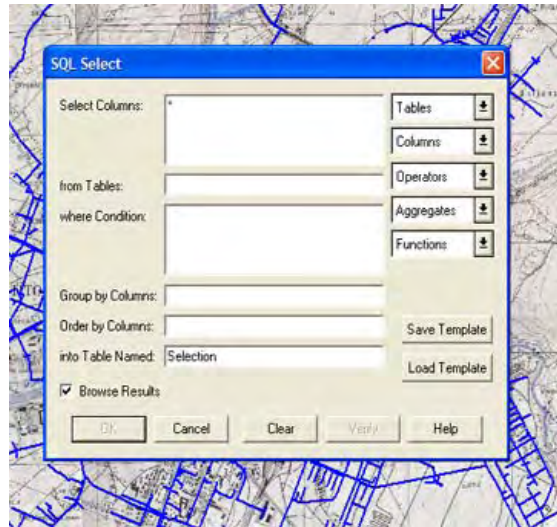 SQL Select
Select Columns: *
Tables
Columns
from Tables:
Operators
where Condition:
Aggregates
Functions
Group by Columns:
Order by Columns:
Save Template
into Table Named: Selection
Load Template
Browse Results
OK Cancel Clear Verify Help